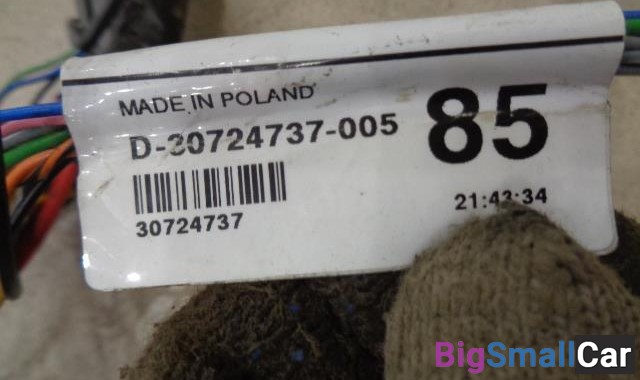 MADE IN POLAND
D-30724737-005
85
30724737
21:43:34
BigSmallCar